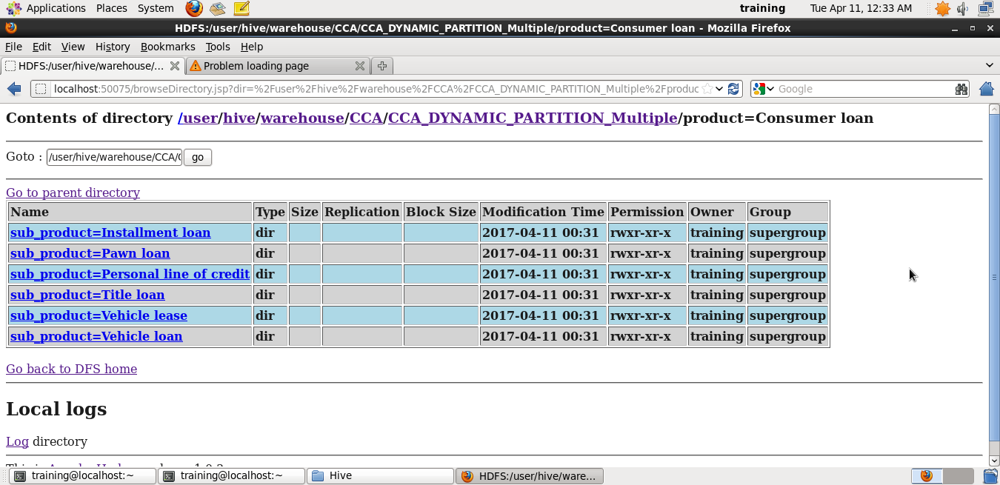 Applications Places System training Tue Apr 11, 12:33 AM
HDFS:/user/hive/warehouse/CCA/CCA_DYNAMIC_PARTITION_Multiple/product=Consumer loan - Mozilla Firefox
File Edit View History Bookmarks Tools Help
HDFS:/user/hive/warehouse/... Problem loading page
localhost:50075/browseDirectory.jsp?dir=%2Fuser%2Fhive%2Fwarehouse%2FCCA%2FCCA_DYNAMIC_PARTITION_Multiple%2Fproduc Google
Contents of directory /user/hive/warehouse/CCA/CCA_DYNAMIC_PARTITION_Multiple/product=Consumer loan
Goto : /user/hive/warehouse/CCA/ go
Go to parent directory
Name Type Size Replication Block Size Modification Time Permission Owner Group
sub_product=Installment loan dir 2017-04-11 00:31 rwxr-xr-x training supergroup
sub_product=Pawn loan dir 2017-04-11 00:31 rwxr-xr-x training supergroup
sub_product=Personal line of credit dir 2017-04-11 00:31 rwxr-xr-x training supergroup
sub_product=Title loan dir 2017-04-11 00:31 rwxr-xr-x training supergroup
sub_product=Vehicle lease dir 2017-04-11 00:31 rwxr-xr-x training supergroup
sub_product=Vehicle loan dir 2017-04-11 00:31 rwxr-xr-x training supergroup
Go back to DFS home
Local logs
Log directory
training@localhost:~ training@localhost:~ Hive HDFS:/user/hive/ware...